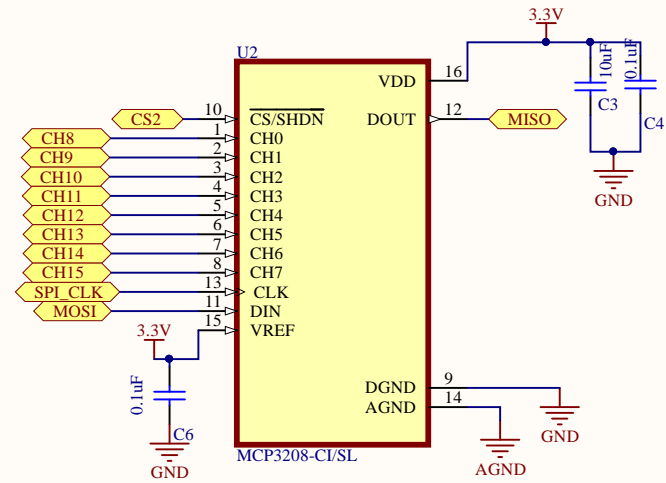 3.3V
U2
VDD
16
10uF
0.1uF
C3
C4
CS2
10
CS/SHDN
DOUT
12
MISO
CH8
1
CH0
CH9
2
CH1
CH10
3
CH2
CH11
4
CH3
GND
CH12
5
CH4
CH13
6
CH5
CH14
7
CH6
CH15
8
CH7
SPI_CLK
13
CLK
MOSI
11
DIN
3.3V
15
VREF
0.1uF
C6
GND
DGND
9
AGND
14
GND
AGND
MCP3208-CI/SL